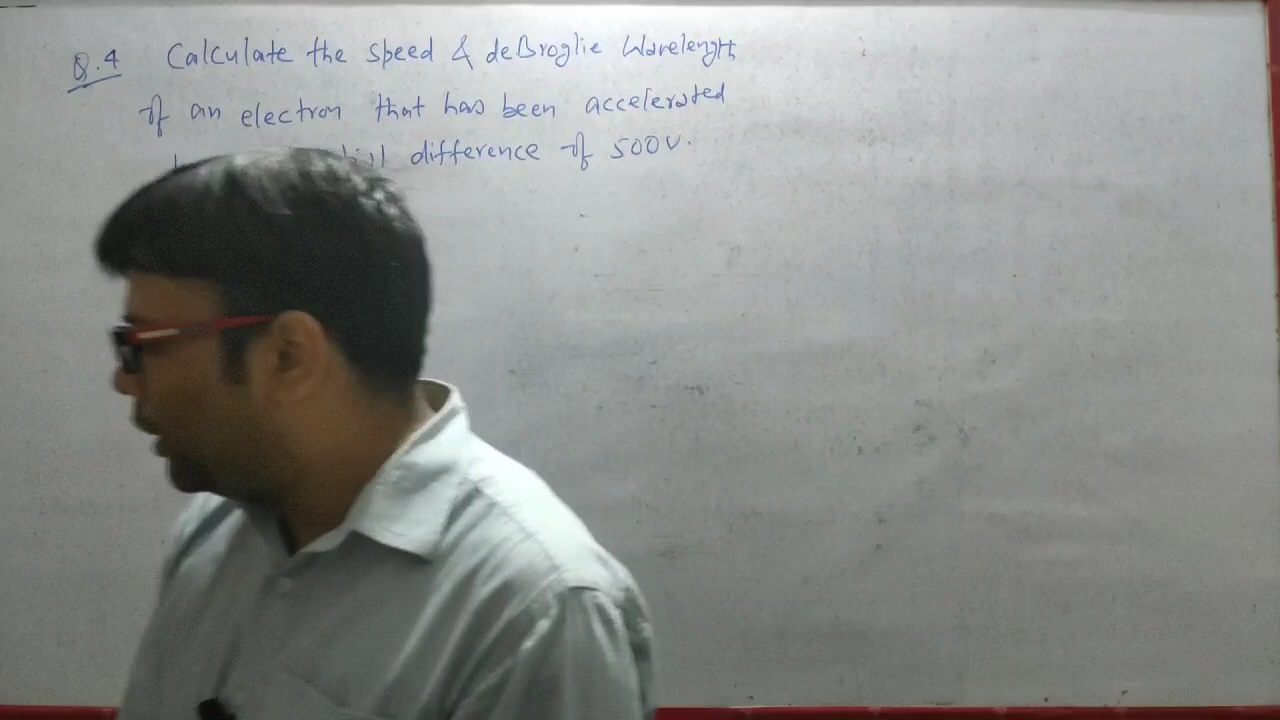 Q.4 Calculate the speed & deBroglie Wavelength
of an electron that has been accelerated
difference of 500V.